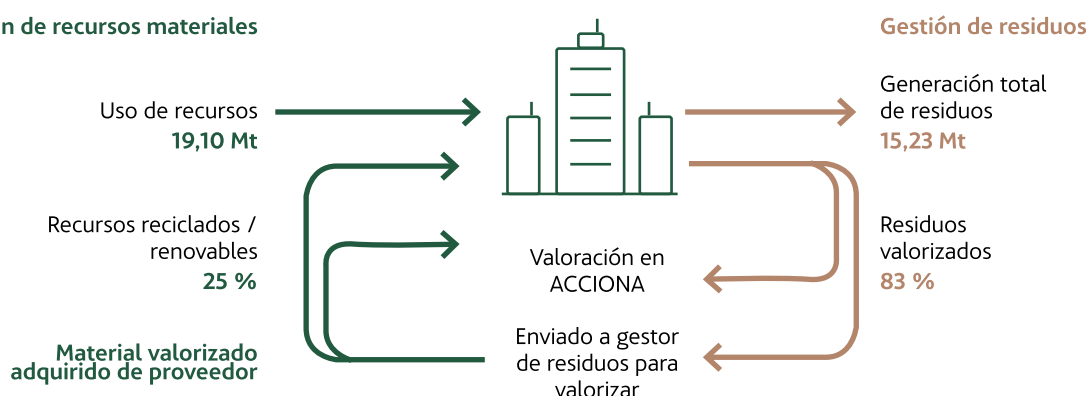 n de recursos materiales
Uso de recursos
19,10 Mt
Recursos reciclados /
renovables
25 %
Material valorizado
adquirido de proveedor
Valoración en
ACCIONA
Enviado a gestor
de residuos para
valorizar
Gestión de residuos
Generación total
de residuos
15,23 Mt
Residuos
valorizados
83 %